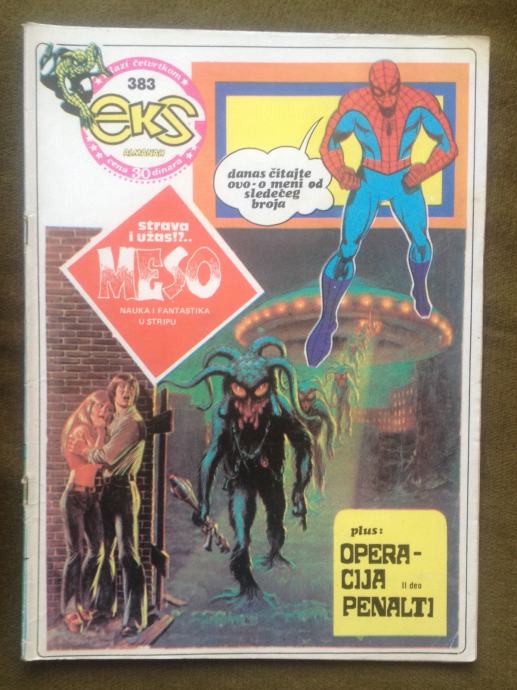 izlazi četvrtkom
383
eks
ALMANAH
cena 30 dinara
danas čitajte
ovo-o meni od
sledećeg
broja
strava
i užas!?..
MESO
NAUKA I FANTASTIKA
U STRIPU
plus:
OPERA-
CIJA II deo
PENALTI